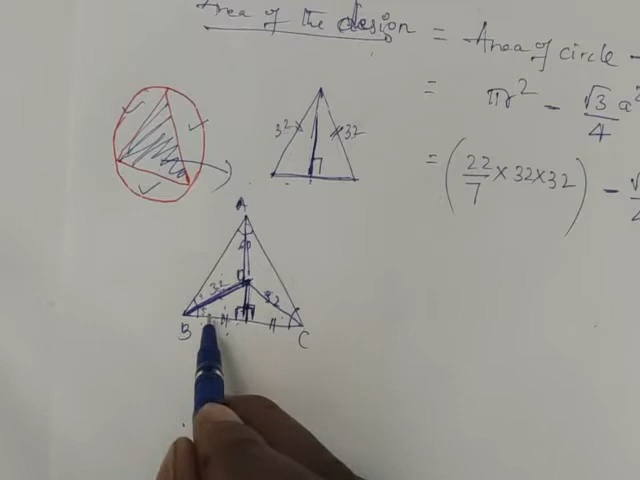 Area of the design = Area of circle -
= πr² - √3/4 a²
= (22/7 × 32 × 32) - √
32 32
A
32 32
B C